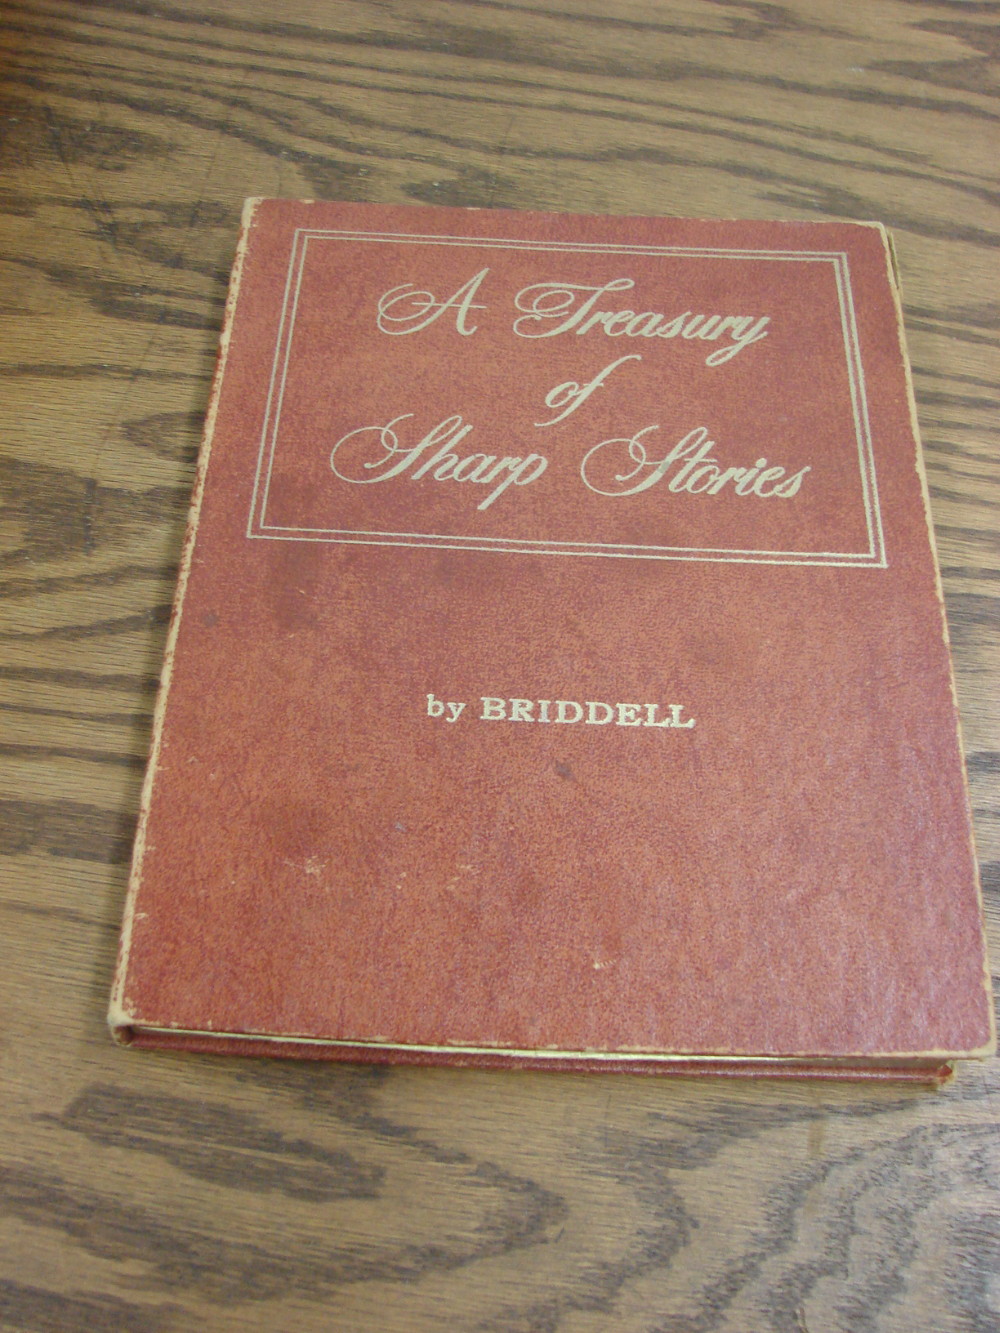 A Treasury
of
Sharp Stories
by BRIDDELL